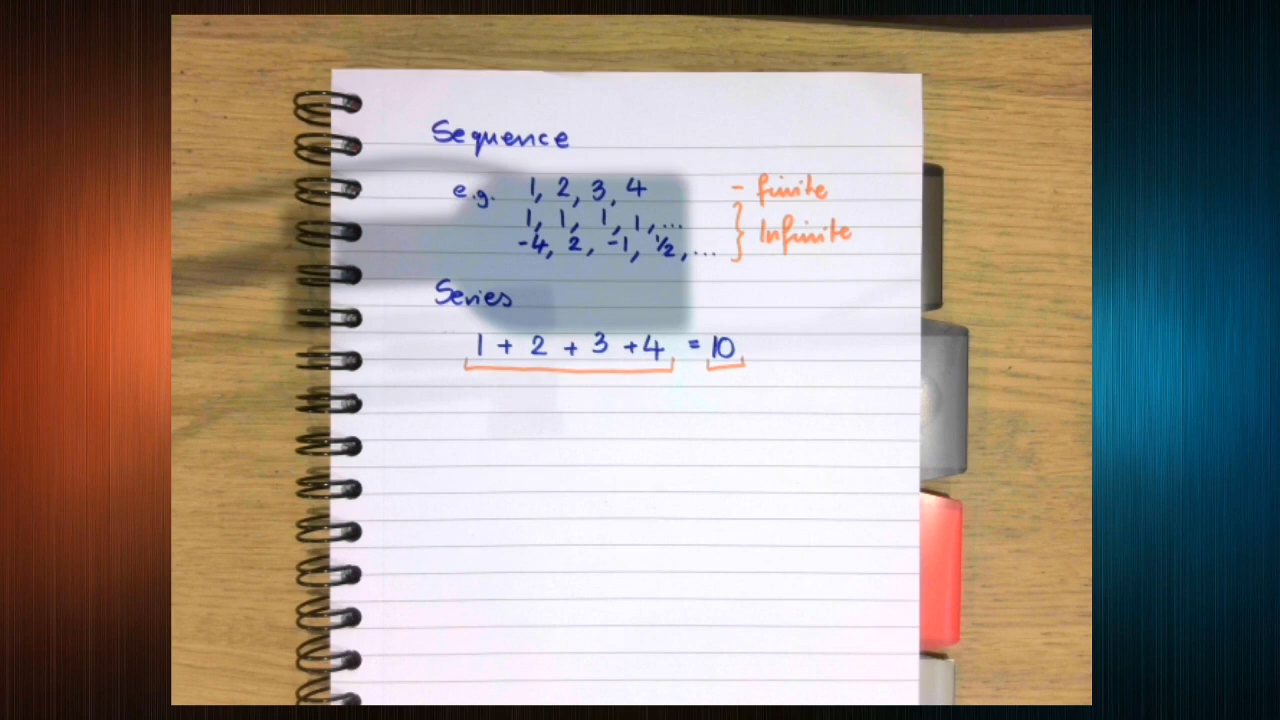 Sequence
e.g. 1, 2, 3, 4 - finite
1, 1, 1, 1, ...
-4, 2, -1, 1/2, ... } Infinite
Series
1 + 2 + 3 + 4 = 10